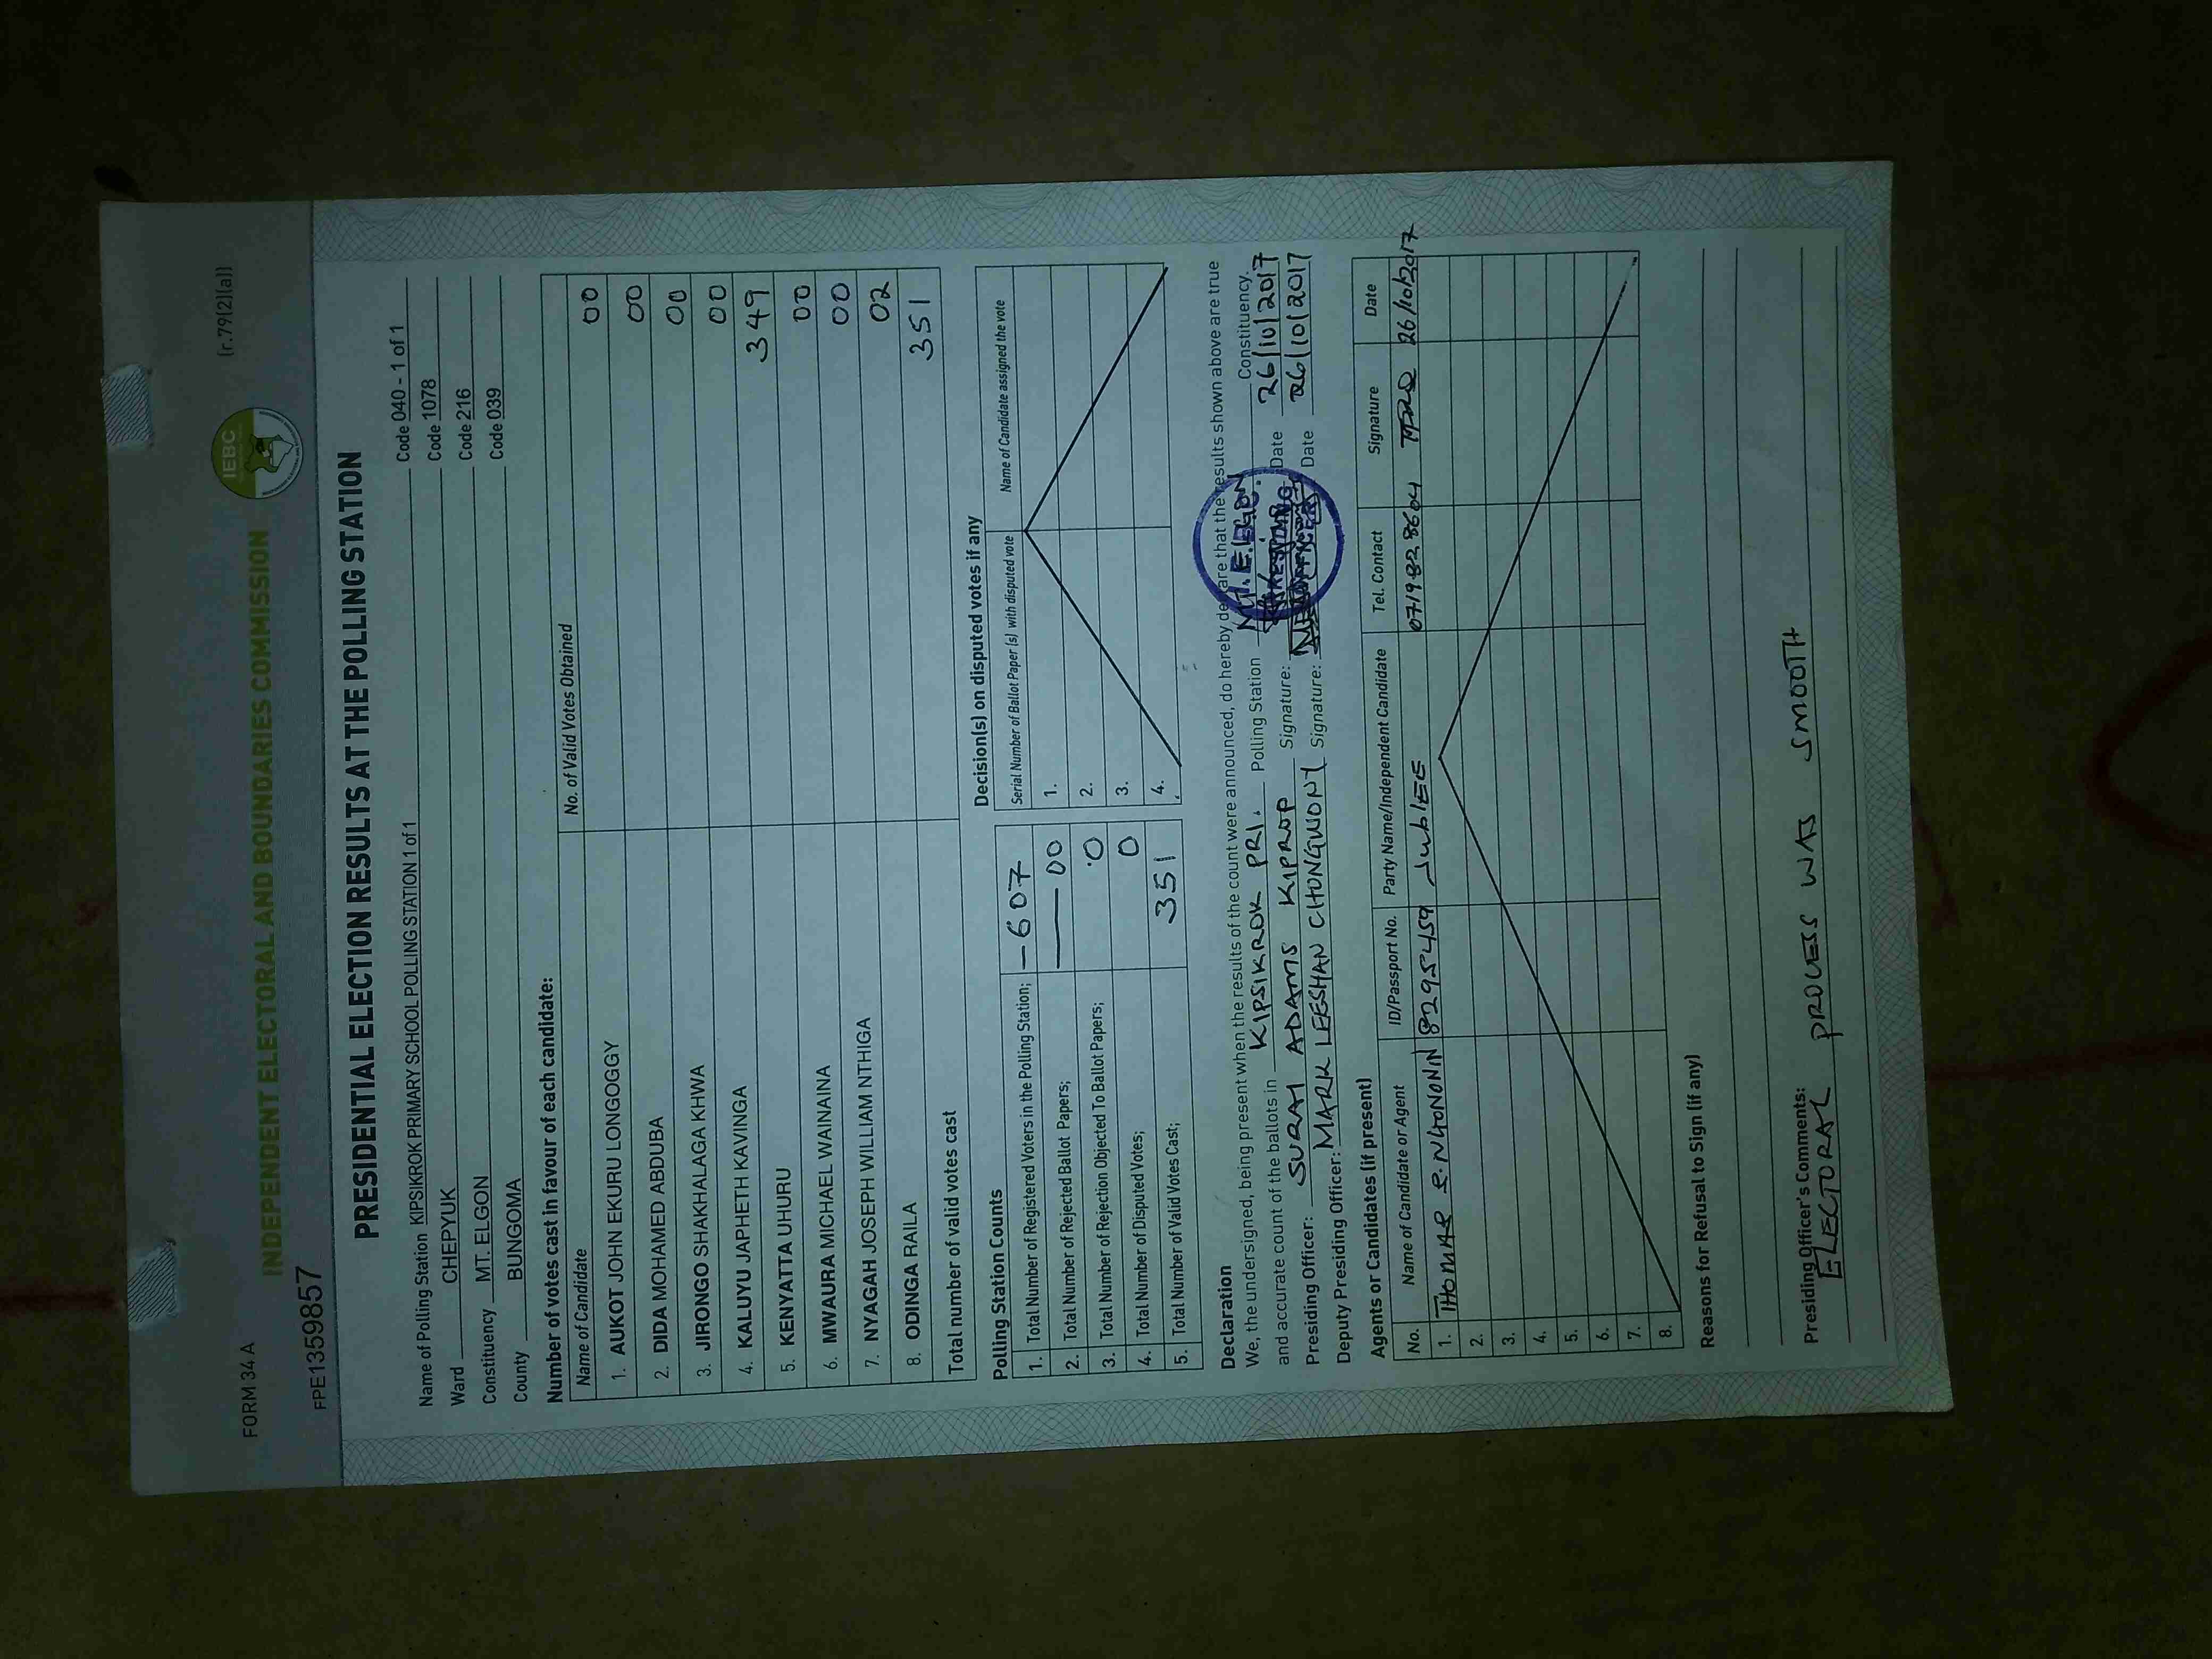 FORM 34 A
(r.79(2)(a))
IEBC
INDEPENDENT ELECTORAL AND BOUNDARIES COMMISSION
FPE1359857
PRESIDENTIAL ELECTION RESULTS AT THE POLLING STATION
Name of Polling Station KIPSIKROK PRIMARY SCHOOL POLLING STATION 1 of 1 Code 040 - 1 of 1
Ward CHEPYUK Code 1078
Constituency MT. ELGON Code 216
County BUNGOMA Code 039
Number of votes cast in favour of each candidate:
Name of Candidate No. of Valid Votes Obtained
1. AUKOT JOHN EKURU LONGOGGY 00
2. DIDA MOHAMED ABDUBA 00
3. JIRONGO SHAKHALAGA KHWA 00
4. KALUYU JAPHETH KAVINGA 00
5. KENYATTA UHURU 349
6. MWAURA MICHAEL WAINAINA 00
7. NYAGAH JOSEPH WILLIAM NTHIGA 00
8. ODINGA RAILA 02
Total number of valid votes cast 351
Polling Station Counts
1. Total Number of Registered Voters in the Polling Station; 607
2. Total Number of Rejected Ballot Papers; 00
3. Total Number of Rejection Objected To Ballot Papers; 0
4. Total Number of Disputed Votes; 0
5. Total Number of Valid Votes Cast; 351
Decision(s) on disputed votes if any
Serial Number of Ballot Paper (s) with disputed vote Name of Candidate assigned the vote
1.
2.
3.
4.
Declaration
We, the undersigned, being present when the results of the count were announced, do hereby declare that the results shown above are true
and accurate count of the ballots in KIPSIKROK PRI. Polling Station MT. ELGON Constituency.
Presiding Officer: SURAI ADAMS KIPROP Signature: Date 26/10/2017
Deputy Presiding Officer: MARK LEESHAN CHONGWONY Signature: Date 26/10/2017
Agents or Candidates (if present)
No. Name of Candidate or Agent ID/Passport No. Party Name/Independent Candidate Tel. Contact Signature Date
1. THOMAS 8295459 JubLEE 26/10/2017
2.
3.
4.
5.
6.
7.
8.
Reasons for Refusal to Sign (if any)
Presiding Officer's Comments:
ELECTORAL PROCESS WAS SMOOTH